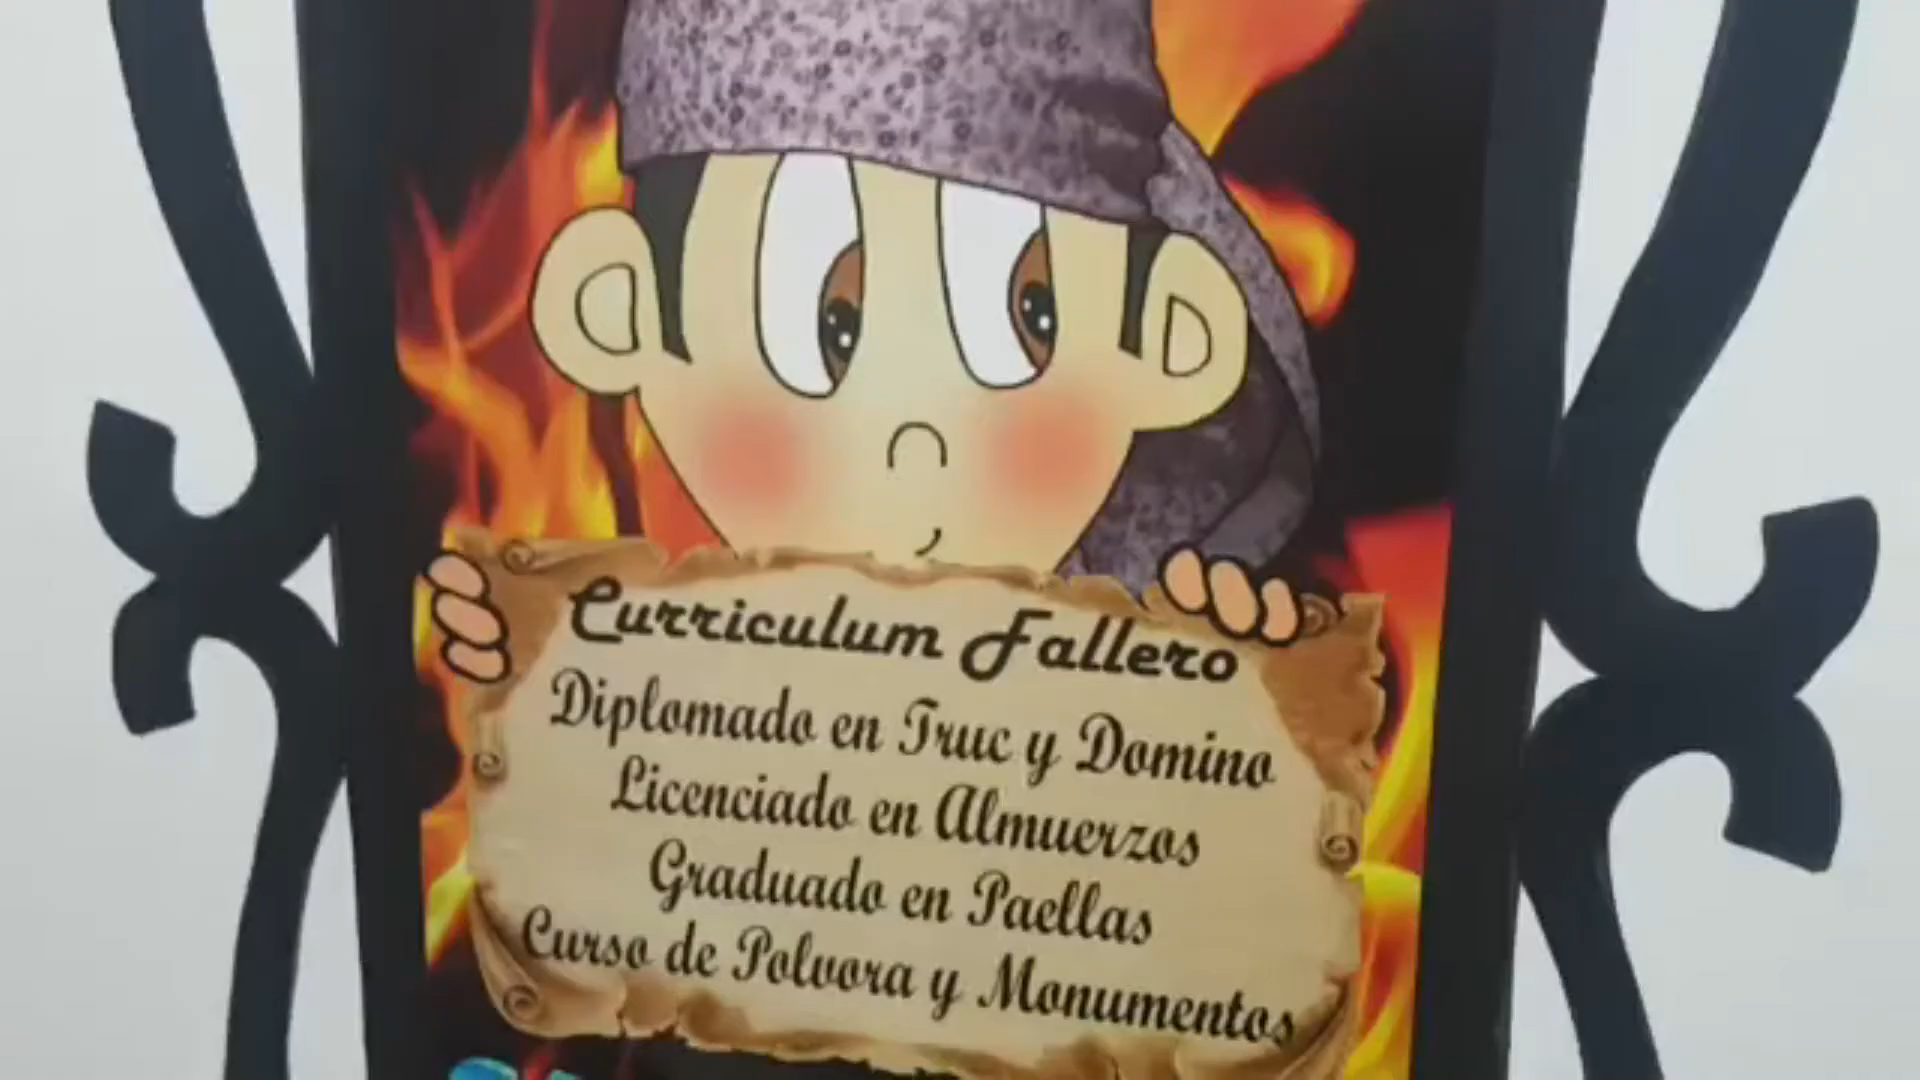 Curriculum Fallero
Diplomado en Truc y Domino
Licenciado en Almuerzos
Graduado en Paellas
Curso de Polvora y Monumentos